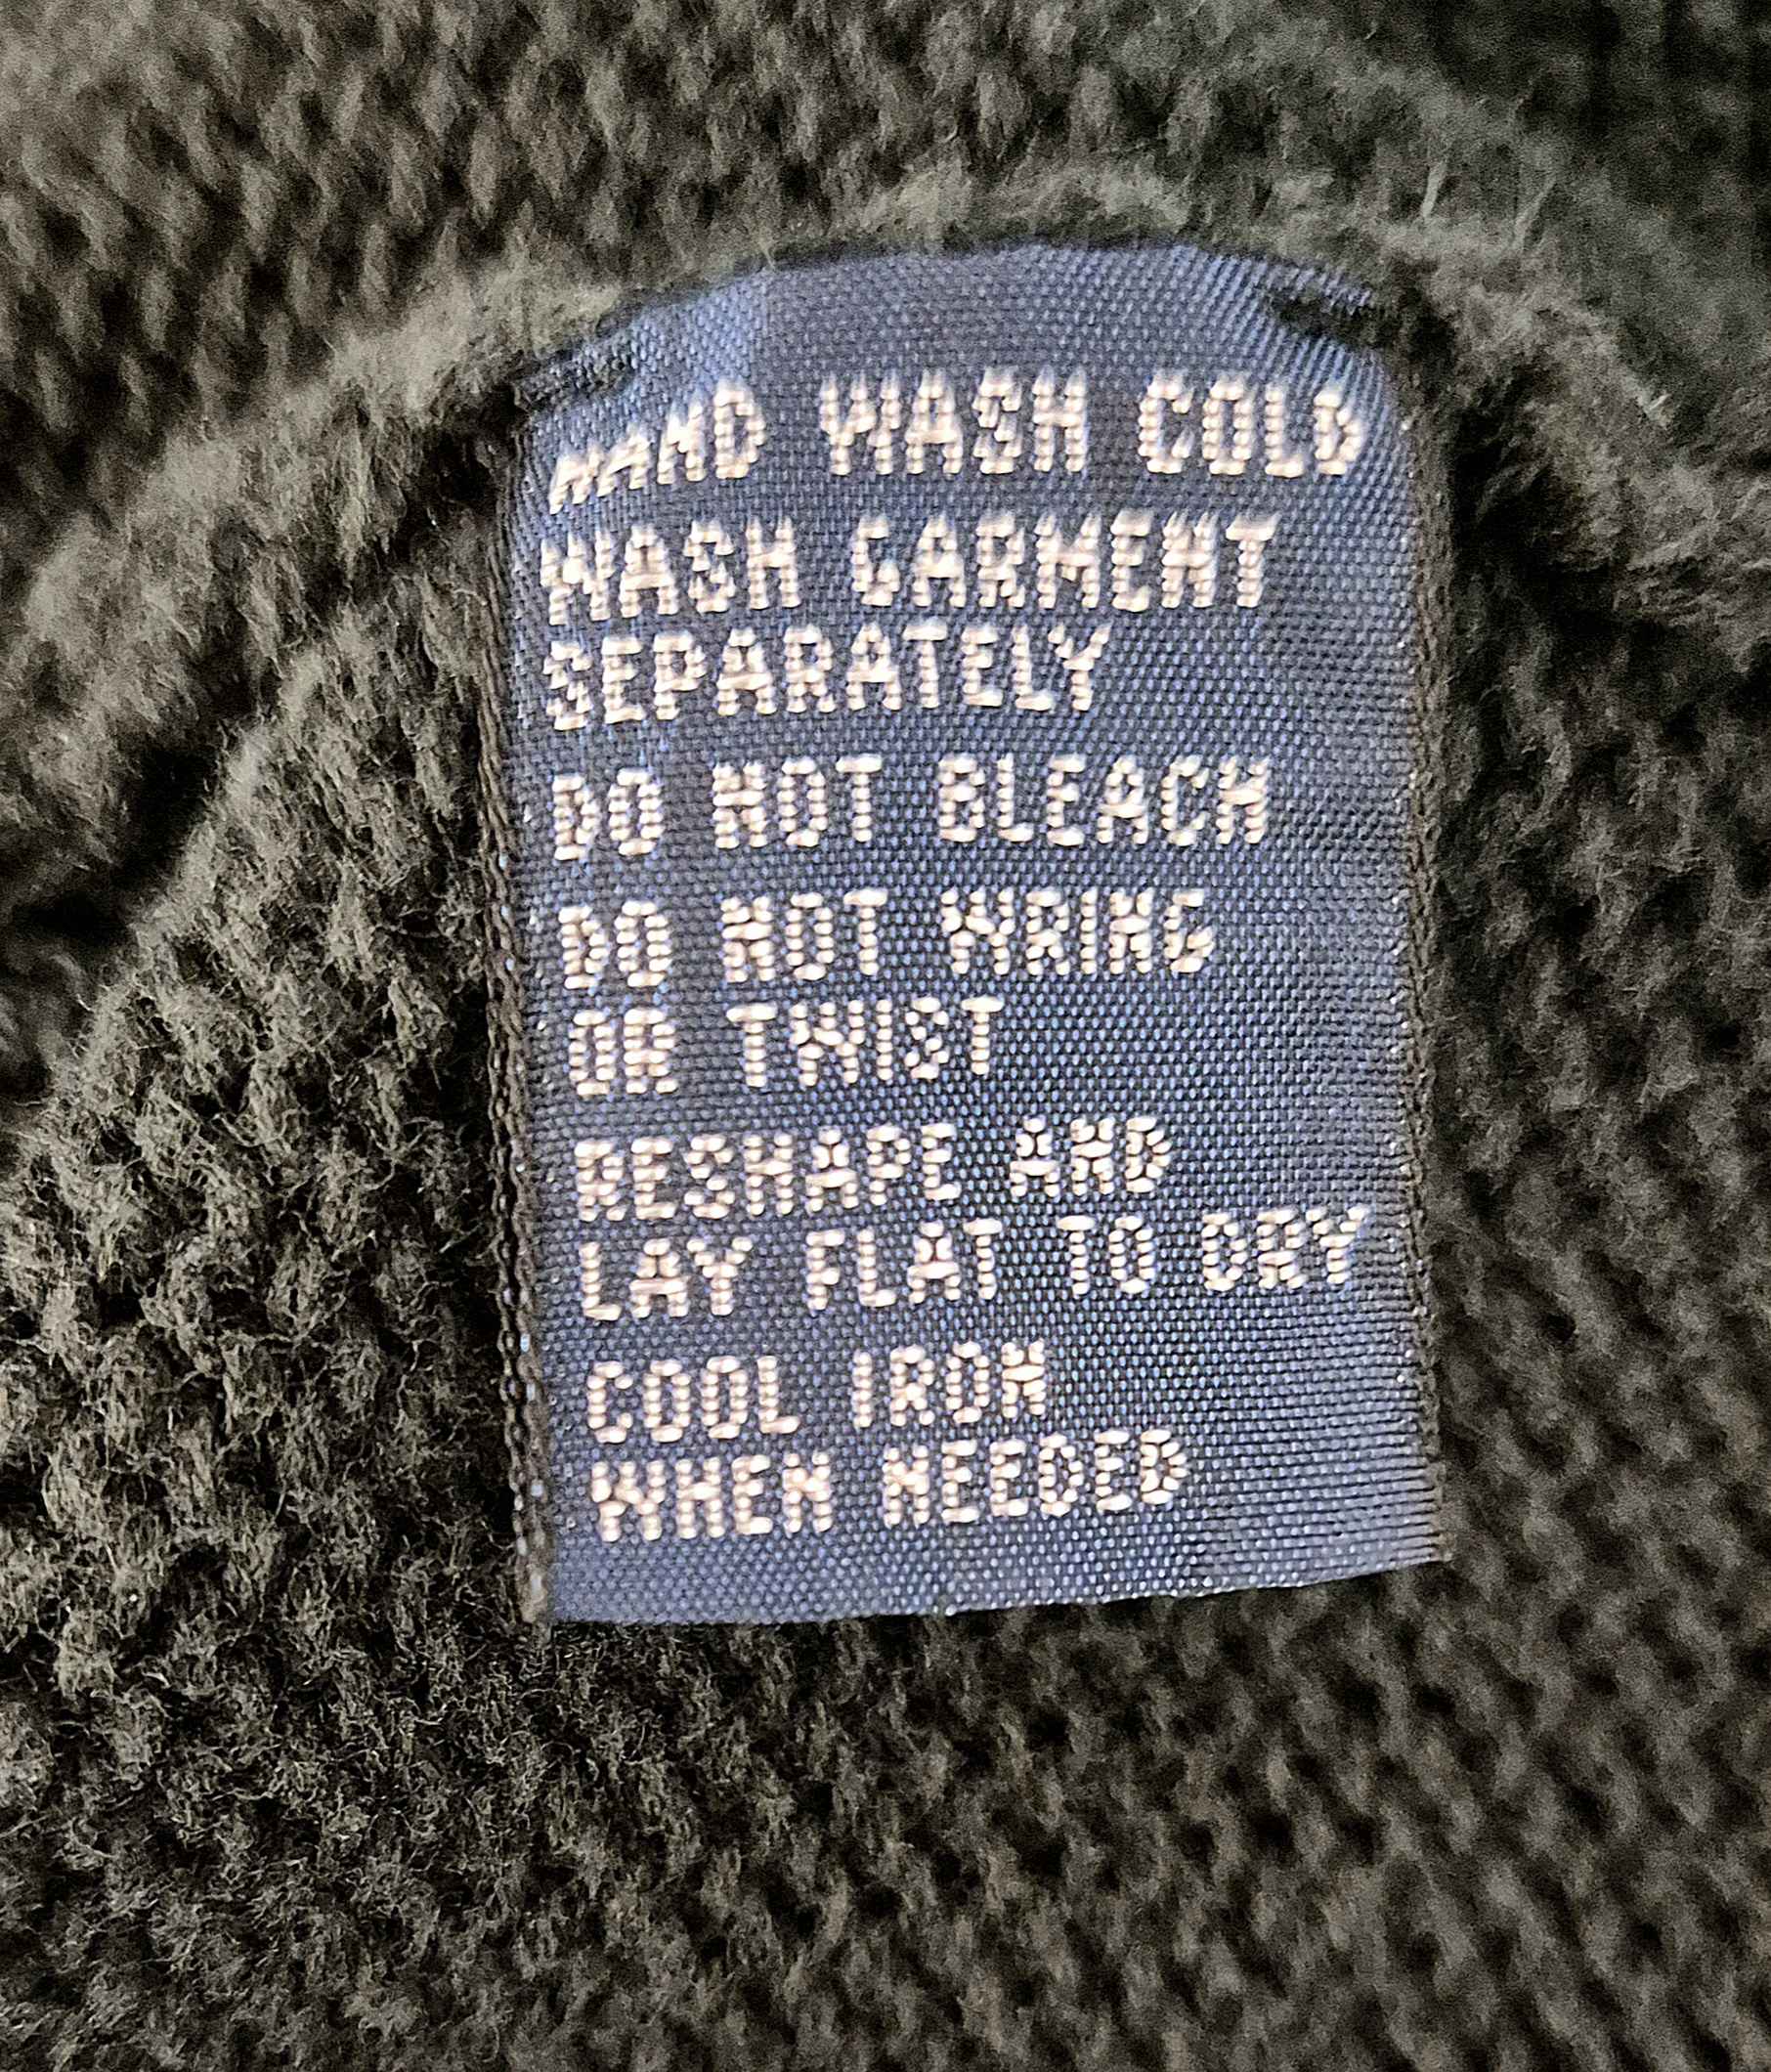 HAND WASH COLD
WASH GARMENT
SEPARATELY
DO NOT BLEACH
DO NOT WRING
OR TWIST
RESHAPE AND
LAY FLAT TO DRY
COOL IRON
WHEN NEEDED